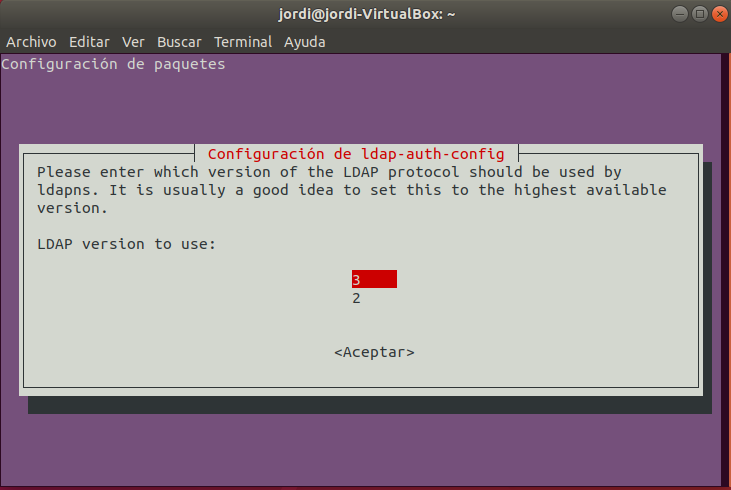 jordi@jordi-VirtualBox: ~
Archivo Editar Ver Buscar Terminal Ayuda
Configuración de paquetes
Configuración de ldap-auth-config
Please enter which version of the LDAP protocol should be used by
ldapns. It is usually a good idea to set this to the highest available
version.
LDAP version to use:
3
2
<Aceptar>